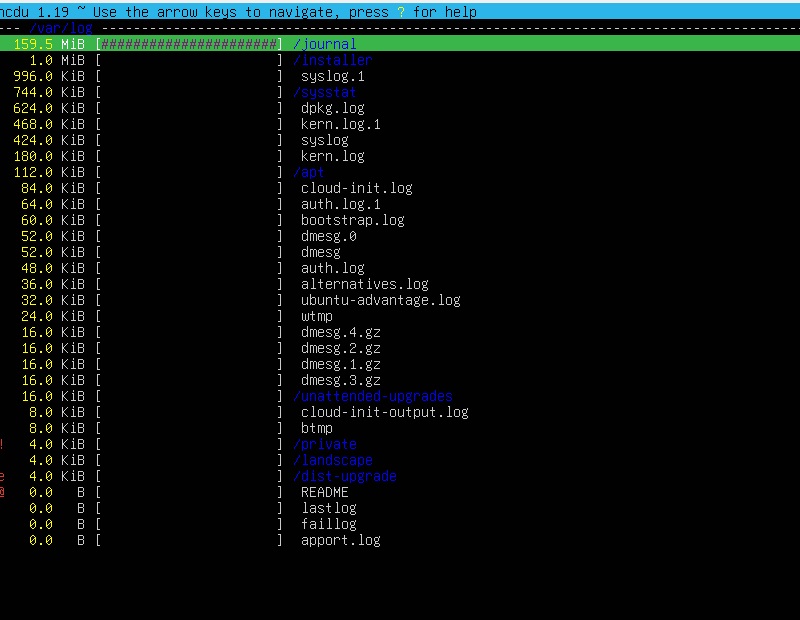 ncdu 1.19 ~ Use the arrow keys to navigate, press ? for help
--- /var/log ---------------------------------------------------------------------------------------
159.5 MiB [######################] /journal
1.0 MiB [                      ] /installer
996.0 KiB [                      ]  syslog.1
744.0 KiB [                      ] /sysstat
624.0 KiB [                      ]  dpkg.log
468.0 KiB [                      ]  kern.log.1
424.0 KiB [                      ]  syslog
180.0 KiB [                      ]  kern.log
112.0 KiB [                      ] /apt
84.0 KiB [                      ]  cloud-init.log
64.0 KiB [                      ]  auth.log.1
60.0 KiB [                      ]  bootstrap.log
52.0 KiB [                      ]  dmesg.0
52.0 KiB [                      ]  dmesg
48.0 KiB [                      ]  auth.log
36.0 KiB [                      ]  alternatives.log
32.0 KiB [                      ]  ubuntu-advantage.log
24.0 KiB [                      ]  wtmp
16.0 KiB [                      ]  dmesg.4.gz
16.0 KiB [                      ]  dmesg.2.gz
16.0 KiB [                      ]  dmesg.1.gz
16.0 KiB [                      ]  dmesg.3.gz
16.0 KiB [                      ] /unattended-upgrades
8.0 KiB [                      ]  cloud-init-output.log
8.0 KiB [                      ]  btmp
! 4.0 KiB [                      ] /private
4.0 KiB [                      ] /landscape
e 4.0 KiB [                      ] /dist-upgrade
@ 0.0   B [                      ]  README
0.0   B [                      ]  lastlog
0.0   B [                      ]  faillog
0.0   B [                      ]  apport.log